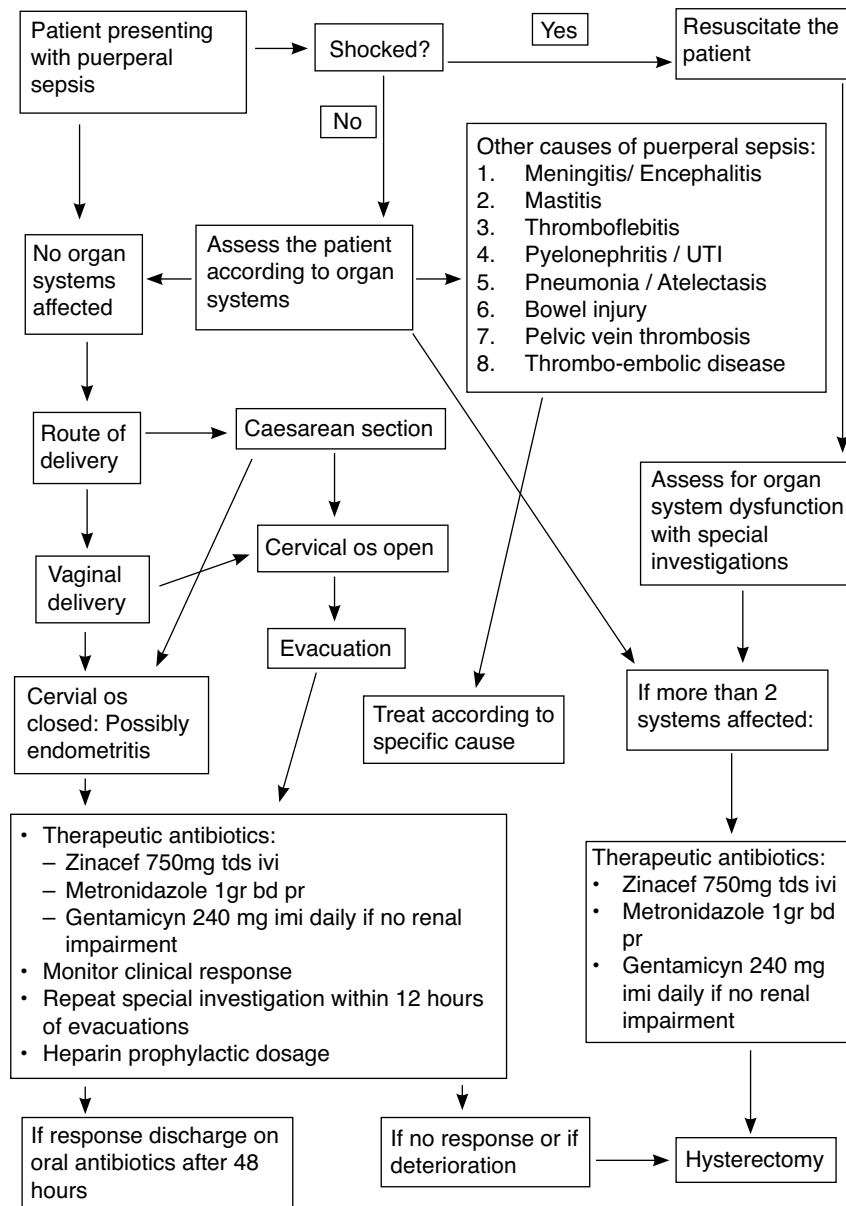 Patient presenting
with puerperal
sepsis
Shocked?
Yes
Resuscitate the
patient
No
Other causes of puerperal sepsis:
1. Meningitis/ Encephalitis
2. Mastitis
3. Thromboflebitis
4. Pyelonephritis / UTI
5. Pneumonia / Atelectasis
6. Bowel injury
7. Pelvic vein thrombosis
8. Thrombo-embolic disease
No organ
systems
affected
Assess the patient
according to organ
systems
Route of
delivery
Caesarean section
Assess for organ
system dysfunction
with special
investigations
Vaginal
delivery
Cervical os open
Evacuation
Cervial os
closed: Possibly
endometritis
Treat according to
specific cause
If more than 2
systems affected:
• Therapeutic antibiotics:
– Zinacef 750mg tds ivi
– Metronidazole 1gr bd pr
– Gentamicyn 240 mg imi daily if no renal
impairment
• Monitor clinical response
• Repeat special investigation within 12 hours
of evacuations
• Heparin prophylactic dosage
Therapeutic antibiotics:
• Zinacef 750mg tds ivi
• Metronidazole 1gr bd
pr
• Gentamicyn 240 mg
imi daily if no renal
impairment
If response discharge on
oral antibiotics after 48
hours
If no response or if
deterioration
Hysterectomy